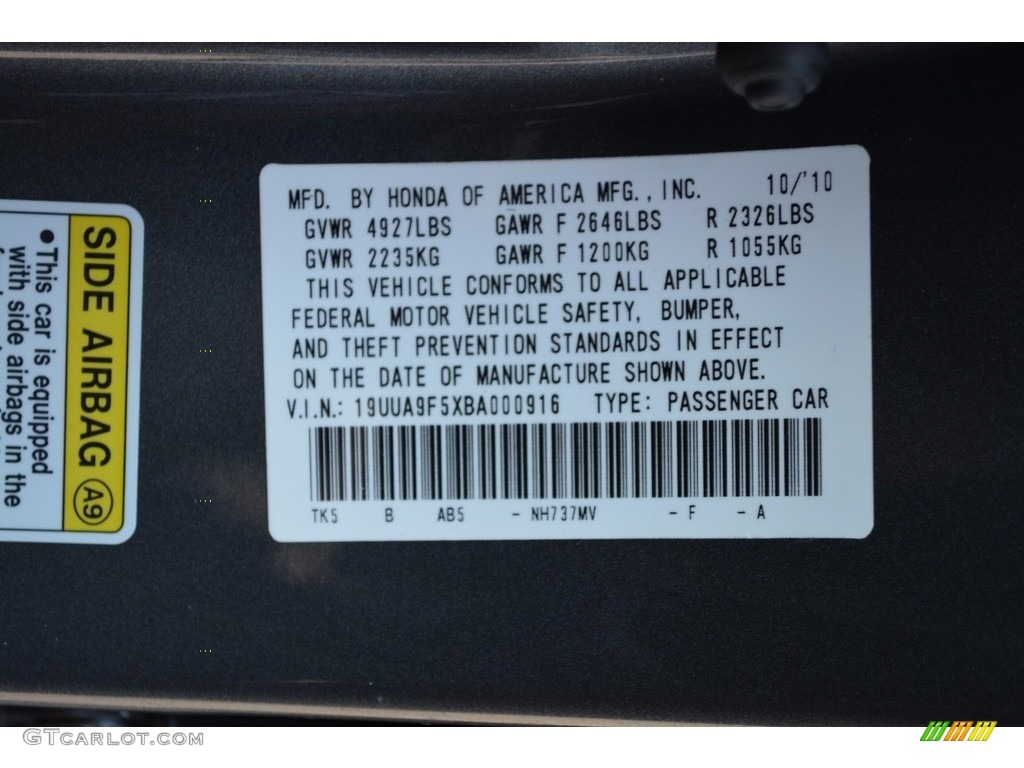 MFD. BY HONDA OF AMERICA MFG., INC. 10/'10
GVWR 4927LBS GAWR F 2646LBS R 2326LBS
GVWR 2235KG GAWR F 1200KG R 1055KG
THIS VEHICLE CONFORMS TO ALL APPLICABLE
FEDERAL MOTOR VEHICLE SAFETY, BUMPER,
AND THEFT PREVENTION STANDARDS IN EFFECT
ON THE DATE OF MANUFACTURE SHOWN ABOVE.
V.I.N.: 19UUA9F5XBA000916 TYPE: PASSENGER CAR
TK5 B AB5 - NH737MV - F - A
SIDE AIRBAG A9
•This car is equipped
with side airbags in the
GTCARLOT.COM